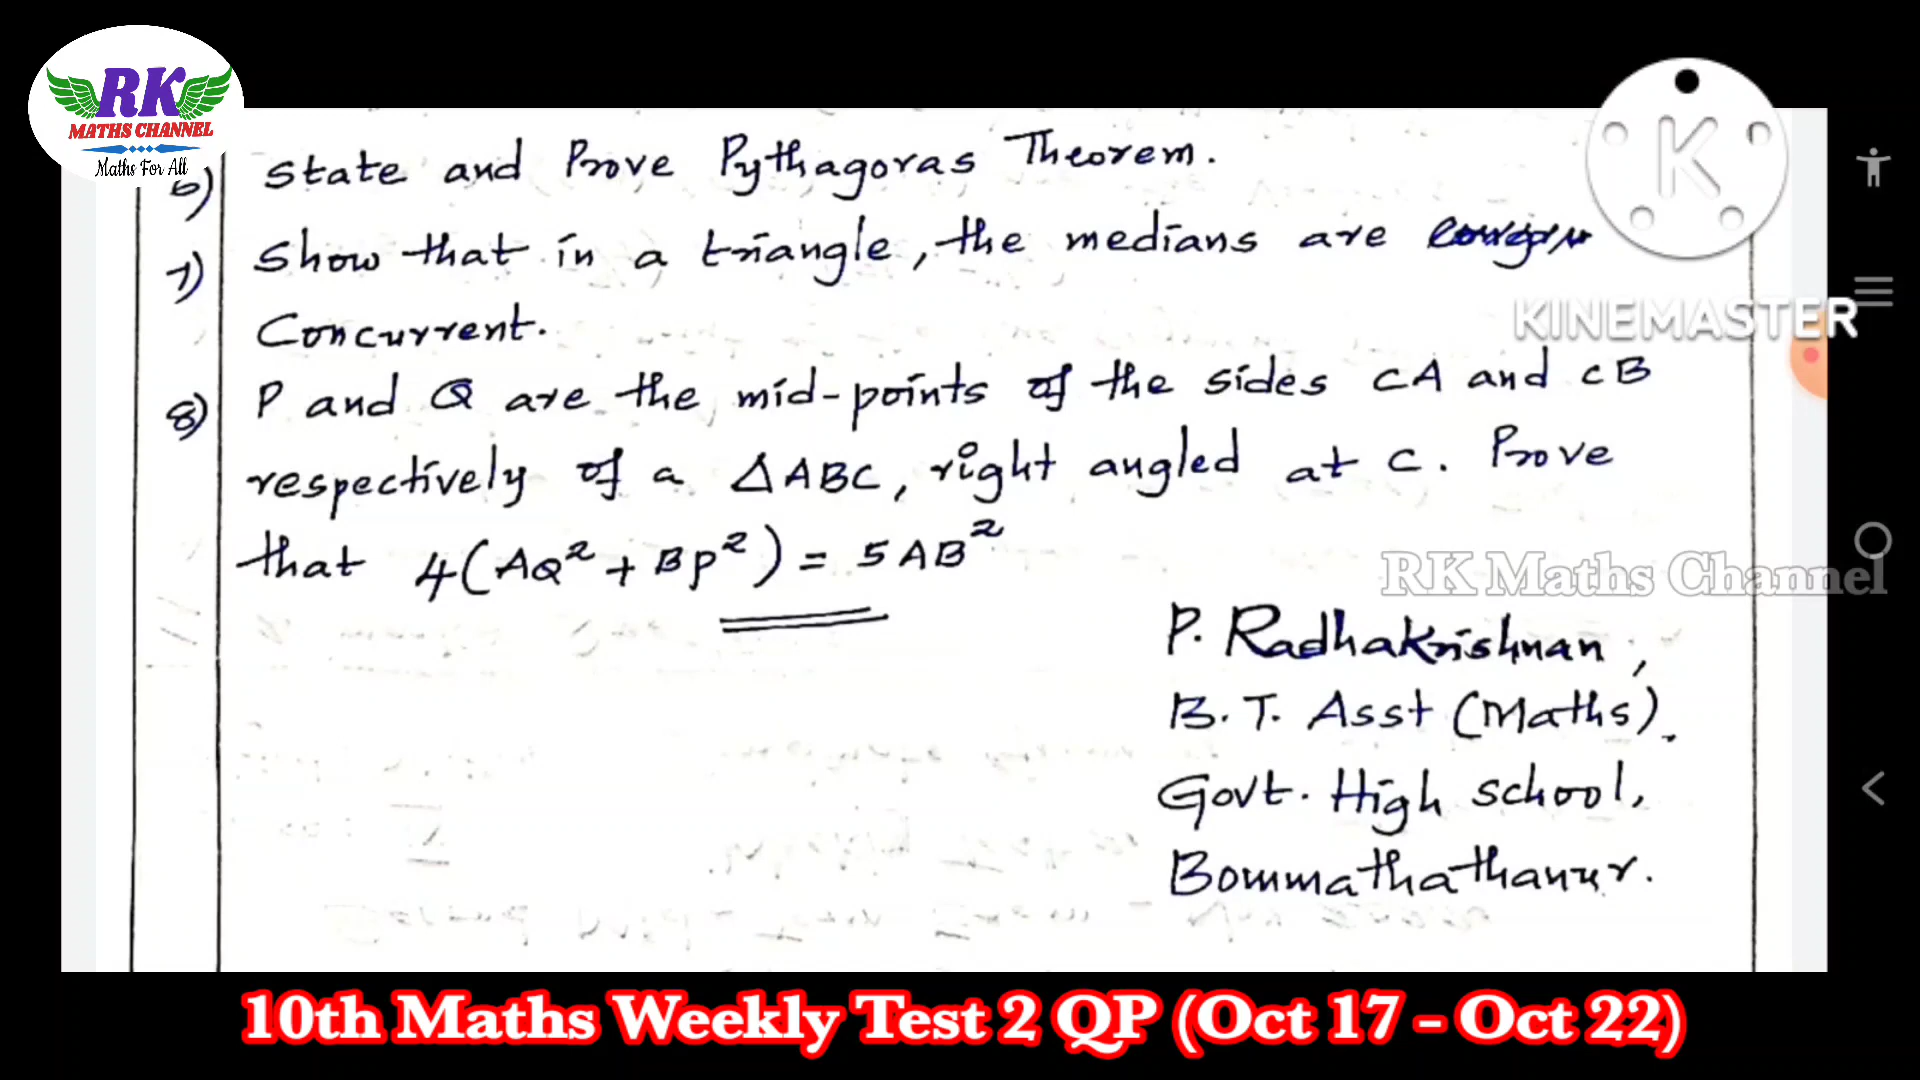 RK
MATHS CHANNEL
Maths For All
K
KINEMASTER
6) State and Prove Pythagoras Theorem.
7) Show that in a triangle, the medians are
Concurrent.
8) P and Q are the mid-points of the sides CA and CB
respectively of a ΔABC, right angled at C. Prove
that 4(AQ² + BP²) = 5AB²
RK Maths Channel
P. Radhakrishnan,
B.T. Asst (Maths).
Govt. High school,
Bommathathanur.
10th Maths Weekly Test 2 QP (Oct 17 - Oct 22)